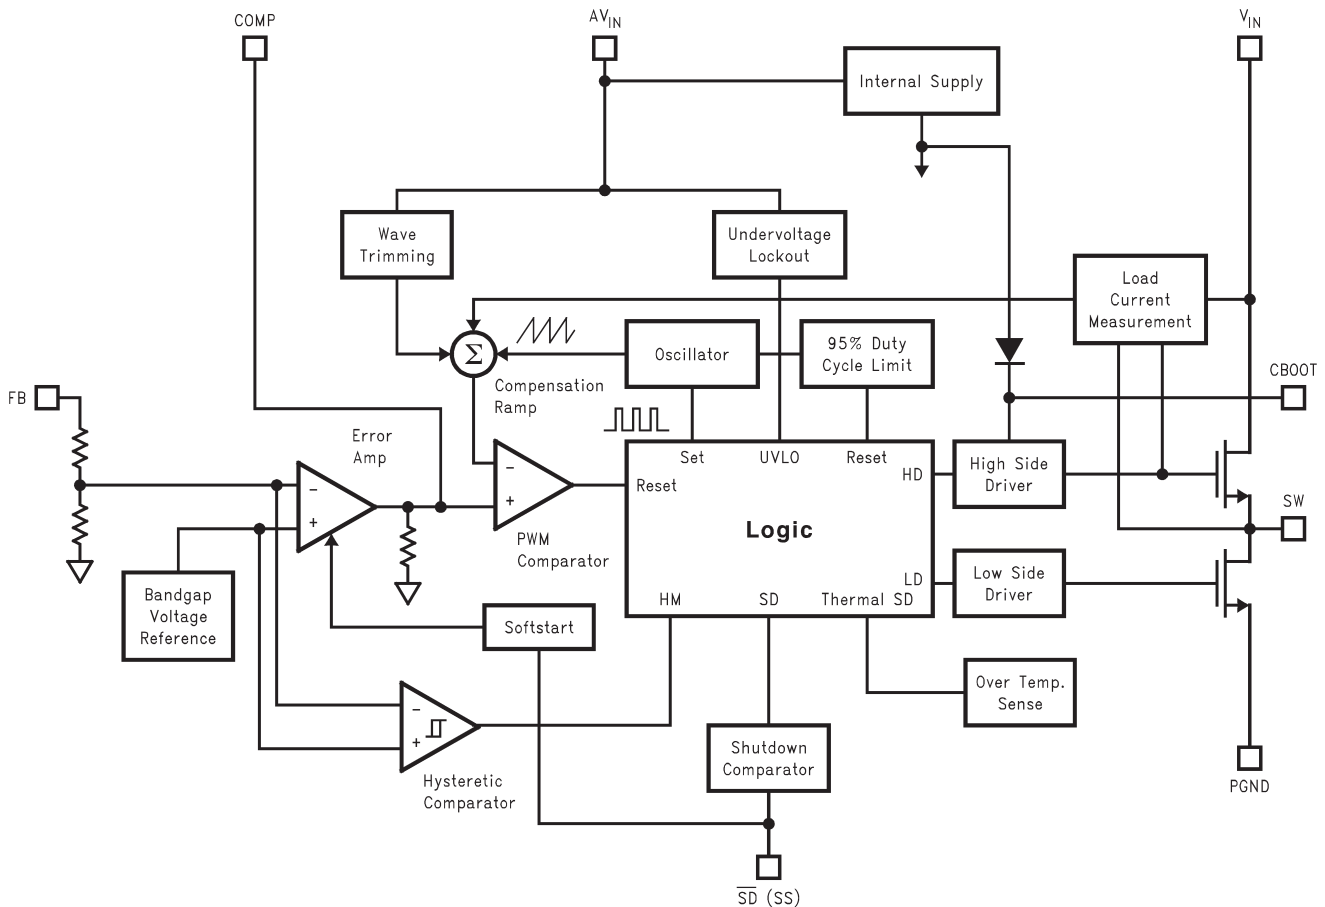 COMP
AVIN
VIN
Internal Supply
Wave
Trimming
Undervoltage
Lockout
Load
Current
Measurement
Σ
Oscillator
95% Duty
Cycle Limit
CBOOT
FB
Compensation
Ramp
Error
Amp
−
+
−
+
PWM
Comparator
Set
UVLO
Reset
Reset
HD
Logic
LD
HM
SD
Thermal SD
High Side
Driver
SW
Low Side
Driver
Bandgap
Voltage
Reference
Softstart
Over Temp.
Sense
−
+
Hysteretic
Comparator
Shutdown
Comparator
PGND
S̅D̅ (SS)